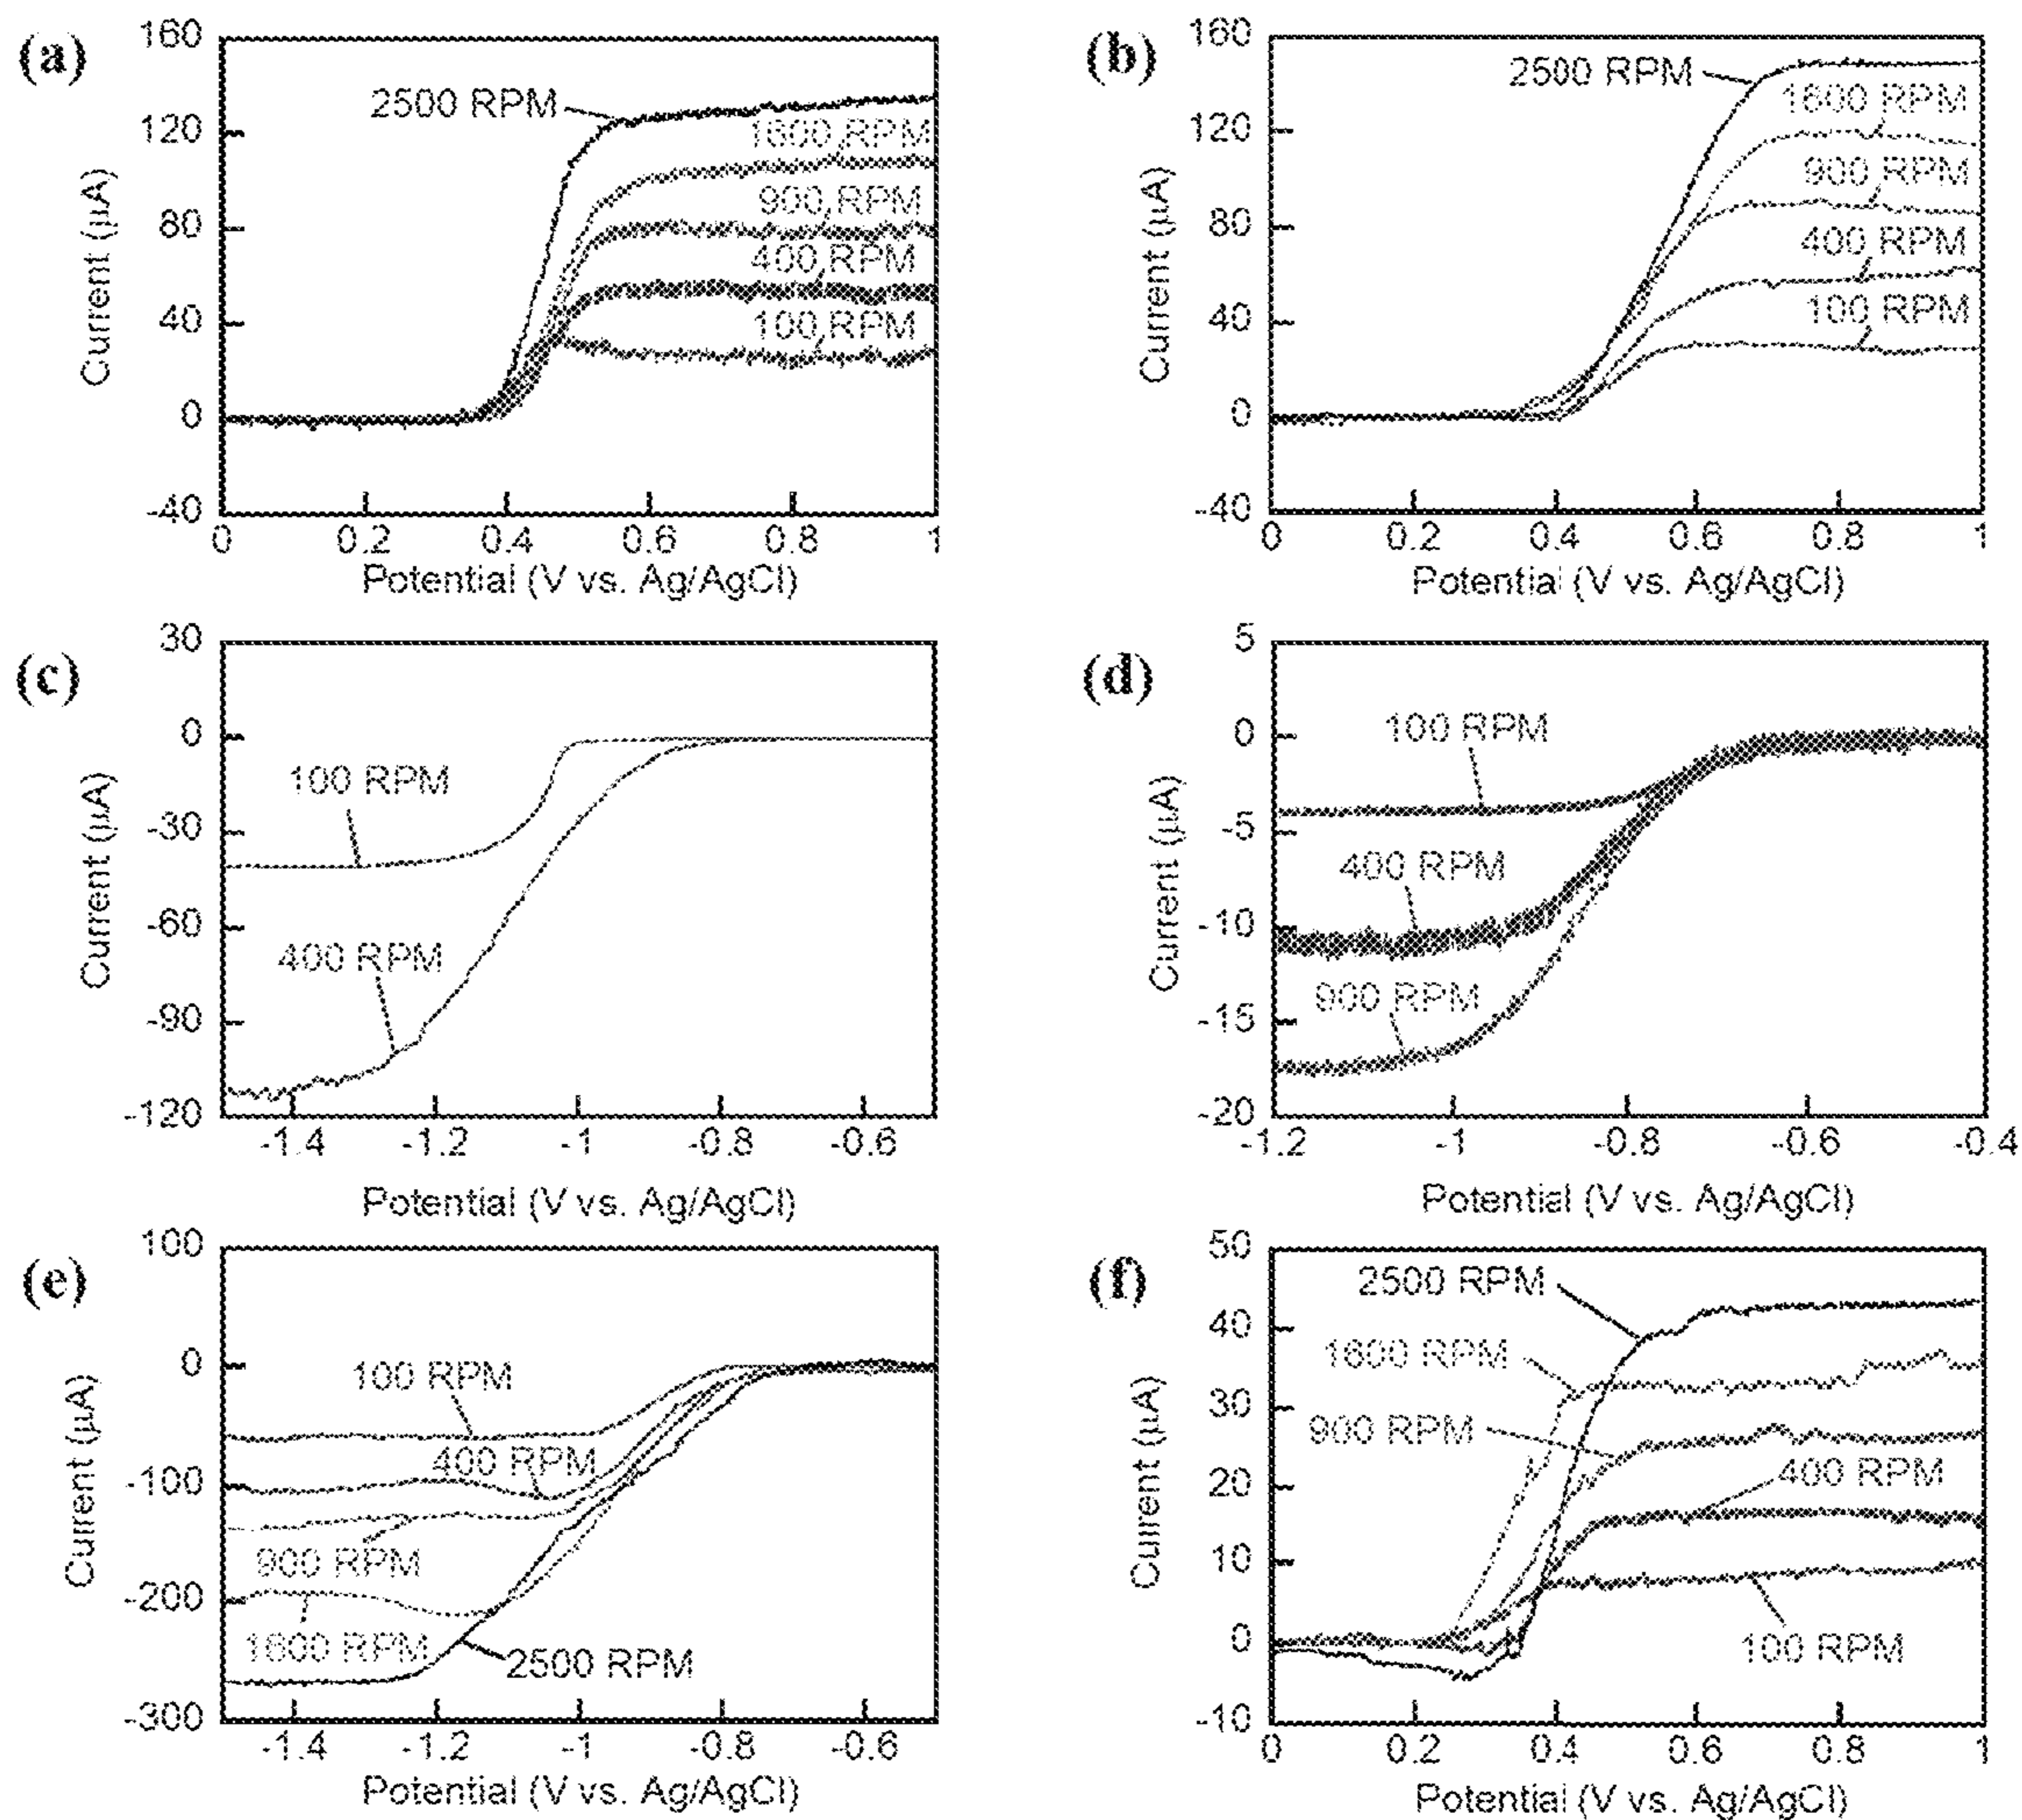 (a)
160
120
80
40
0
-40
Current (µA)
2500 RPM
1600 RPM
900 RPM
400 RPM
100 RPM
0 0.2 0.4 0.6 0.8 1
Potential (V vs. Ag/AgCl)
(b)
160
120
80
40
0
-40
Current (µA)
2500 RPM
1600 RPM
900 RPM
400 RPM
100 RPM
0 0.2 0.4 0.6 0.8 1
Potential (V vs. Ag/AgCl)
(c)
30
0
-30
-60
-90
-120
Current (µA)
100 RPM
400 RPM
-1.4 -1.2 -1 -0.8 -0.6
Potential (V vs. Ag/AgCl)
(d)
5
0
-5
-10
-15
-20
Current (µA)
100 RPM
400 RPM
900 RPM
-1.2 -1 -0.8 -0.6 -0.4
Potential (V vs. Ag/AgCl)
(e)
100
0
-100
-200
-300
Current (µA)
100 RPM
400 RPM
900 RPM
1600 RPM
2500 RPM
-1.4 -1.2 -1 -0.8 -0.6
Potential (V vs. Ag/AgCl)
(f)
50
40
30
20
10
0
-10
Current (µA)
2500 RPM
1600 RPM
900 RPM
400 RPM
100 RPM
0 0.2 0.4 0.6 0.8 1
Potential (V vs. Ag/AgCl)